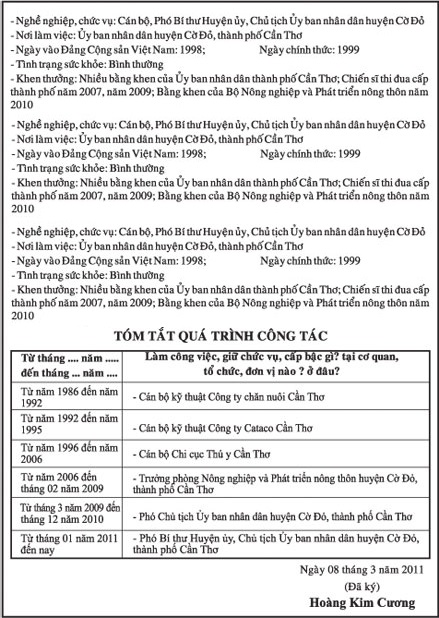 - Nghề nghiệp, chức vụ: Cán bộ, Phó Bí thư Huyện ủy, Chủ tịch Ủy ban nhân dân huyện Cờ Đỏ
- Nơi làm việc: Ủy ban nhân dân huyện Cờ Đỏ, thành phố Cần Thơ
- Ngày vào Đảng Cộng sản Việt Nam: 1998; Ngày chính thức: 1999
- Tình trạng sức khỏe: Bình thường
- Khen thưởng: Nhiều bằng khen của Ủy ban nhân dân thành phố Cần Thơ; Chiến sĩ thi đua cấp
thành phố năm 2007, năm 2009; Bằng khen của Bộ Nông nghiệp và Phát triển nông thôn năm
2010
- Nghề nghiệp, chức vụ: Cán bộ, Phó Bí thư Huyện ủy, Chủ tịch Ủy ban nhân dân huyện Cờ Đỏ
- Nơi làm việc: Ủy ban nhân dân huyện Cờ Đỏ, thành phố Cần Thơ
- Ngày vào Đảng Cộng sản Việt Nam: 1998; Ngày chính thức: 1999
- Tình trạng sức khỏe: Bình thường
- Khen thưởng: Nhiều bằng khen của Ủy ban nhân dân thành phố Cần Thơ; Chiến sĩ thi đua cấp
thành phố năm 2007, năm 2009; Bằng khen của Bộ Nông nghiệp và Phát triển nông thôn năm
2010
- Nghề nghiệp, chức vụ: Cán bộ, Phó Bí thư Huyện ủy, Chủ tịch Ủy ban nhân dân huyện Cờ Đỏ
- Nơi làm việc: Ủy ban nhân dân huyện Cờ Đỏ, thành phố Cần Thơ
- Ngày vào Đảng Cộng sản Việt Nam: 1998; Ngày chính thức: 1999
- Tình trạng sức khỏe: Bình thường
- Khen thưởng: Nhiều bằng khen của Ủy ban nhân dân thành phố Cần Thơ; Chiến sĩ thi đua cấp
thành phố năm 2007, năm 2009; Bằng khen của Bộ Nông nghiệp và Phát triển nông thôn năm
2010
TÓM TẮT QUÁ TRÌNH CÔNG TÁC
Từ tháng .... năm .....
đến tháng ... năm ....
Làm công việc, giữ chức vụ, cấp bậc gì? tại cơ quan,
tổ chức, đơn vị nào ? ở đâu?
Từ năm 1986 đến năm
1992
- Cán bộ kỹ thuật Công ty chăn nuôi Cần Thơ
Từ năm 1992 đến năm
1995
- Cán bộ kỹ thuật Công ty Cataco Cần Thơ
Từ năm 1996 đến năm
2006
- Cán bộ Chi cục Thú y Cần Thơ
Từ năm 2006 đến
tháng 02 năm 2009
- Trưởng phòng Nông nghiệp và Phát triển nông thôn huyện Cờ Đỏ,
thành phố Cần Thơ
Từ tháng 3 năm 2009 đến
tháng 12 năm 2010
- Phó Chủ tịch Ủy ban nhân dân huyện Cờ Đỏ, thành phố Cần Thơ
Từ tháng 01 năm 2011
đến nay
- Phó Bí thư Huyện ủy, Chủ tịch Ủy ban nhân dân huyện Cờ Đỏ,
thành phố Cần Thơ
Ngày 08 tháng 3 năm 2011
(Đã ký)
Hoàng Kim Cương